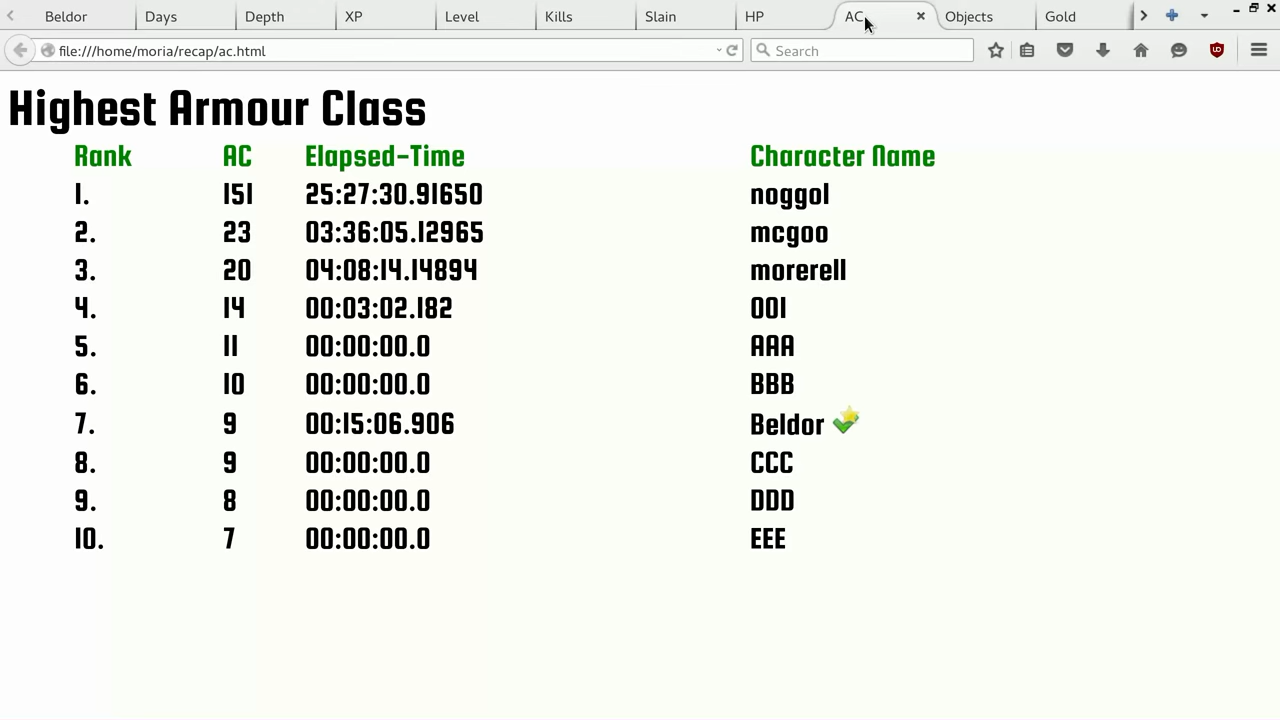 Beldor Days Depth XP Level Kills Slain HP AC Objects Gold
file:///home/moria/recap/ac.html Search
Highest Armour Class
Rank AC Elapsed-Time Character Name
1. 151 25:27:30.91650 noggol
2. 23 03:36:05.12965 mcgoo
3. 20 04:08:14.14894 morerell
4. 14 00:03:02.182 001
5. 11 00:00:00.0 AAA
6. 10 00:00:00.0 BBB
7. 9 00:15:06.906 Beldor
8. 9 00:00:00.0 CCC
9. 8 00:00:00.0 DDD
10. 7 00:00:00.0 EEE